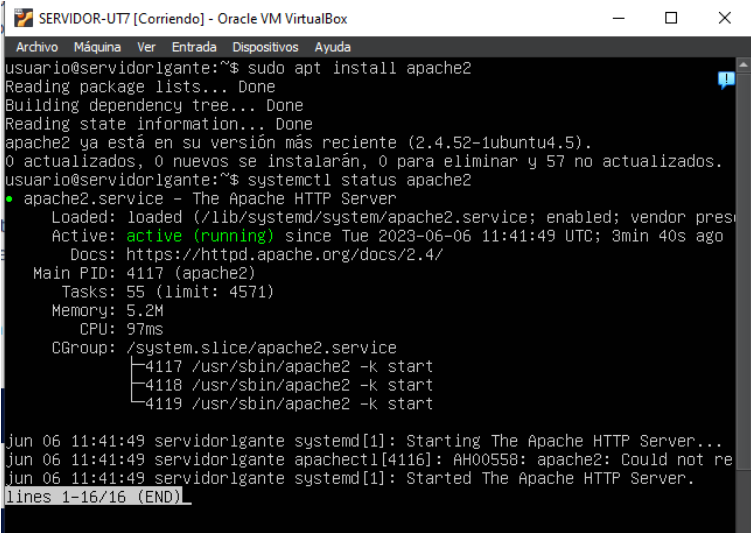 SERVIDOR-UT7 [Corriendo] - Oracle VM VirtualBox
Archivo Máquina Ver Entrada Dispositivos Ayuda
usuario@servidorlgante:~$ sudo apt install apache2
Reading package lists... Done
Building dependency tree... Done
Reading state information... Done
apache2 ya está en su versión más reciente (2.4.52-1ubuntu4.5).
0 actualizados, 0 nuevos se instalarán, 0 para eliminar y 57 no actualizados.
usuario@servidorlgante:~$ systemctl status apache2
● apache2.service - The Apache HTTP Server
     Loaded: loaded (/lib/systemd/system/apache2.service; enabled; vendor pres
     Active: active (running) since Tue 2023-06-06 11:41:49 UTC; 3min 40s ago
       Docs: https://httpd.apache.org/docs/2.4/
   Main PID: 4117 (apache2)
      Tasks: 55 (limit: 4571)
     Memory: 5.2M
        CPU: 97ms
     CGroup: /system.slice/apache2.service
             ├─4117 /usr/sbin/apache2 -k start
             ├─4118 /usr/sbin/apache2 -k start
             └─4119 /usr/sbin/apache2 -k start
jun 06 11:41:49 servidorlgante systemd[1]: Starting The Apache HTTP Server...
jun 06 11:41:49 servidorlgante apachectl[4116]: AH00558: apache2: Could not re
jun 06 11:41:49 servidorlgante systemd[1]: Started The Apache HTTP Server.
lines 1-16/16 (END)